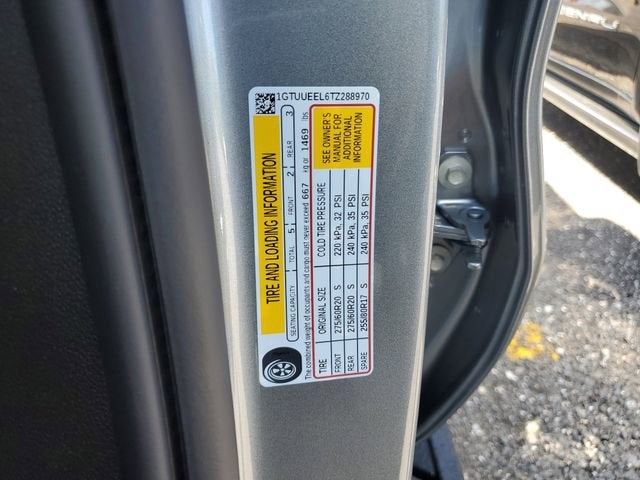 1GTUUEEL6TZ288970
TIRE AND LOADING INFORMATION
SEATING CAPACITY TOTAL 5 FRONT 2 REAR 3
The combined weight of occupants and cargo must never exceed 667 kg or 1469 lbs
TIRE ORIGINAL SIZE COLD TIRE PRESSURE
FRONT 275/60R20 S 220 kPa, 32 PSI
REAR 275/60R20 S 240 kPa, 35 PSI
SPARE 255/80R17 S 240 kPa, 35 PSI
SEE OWNER'S
MANUAL FOR
ADDITIONAL
INFORMATION